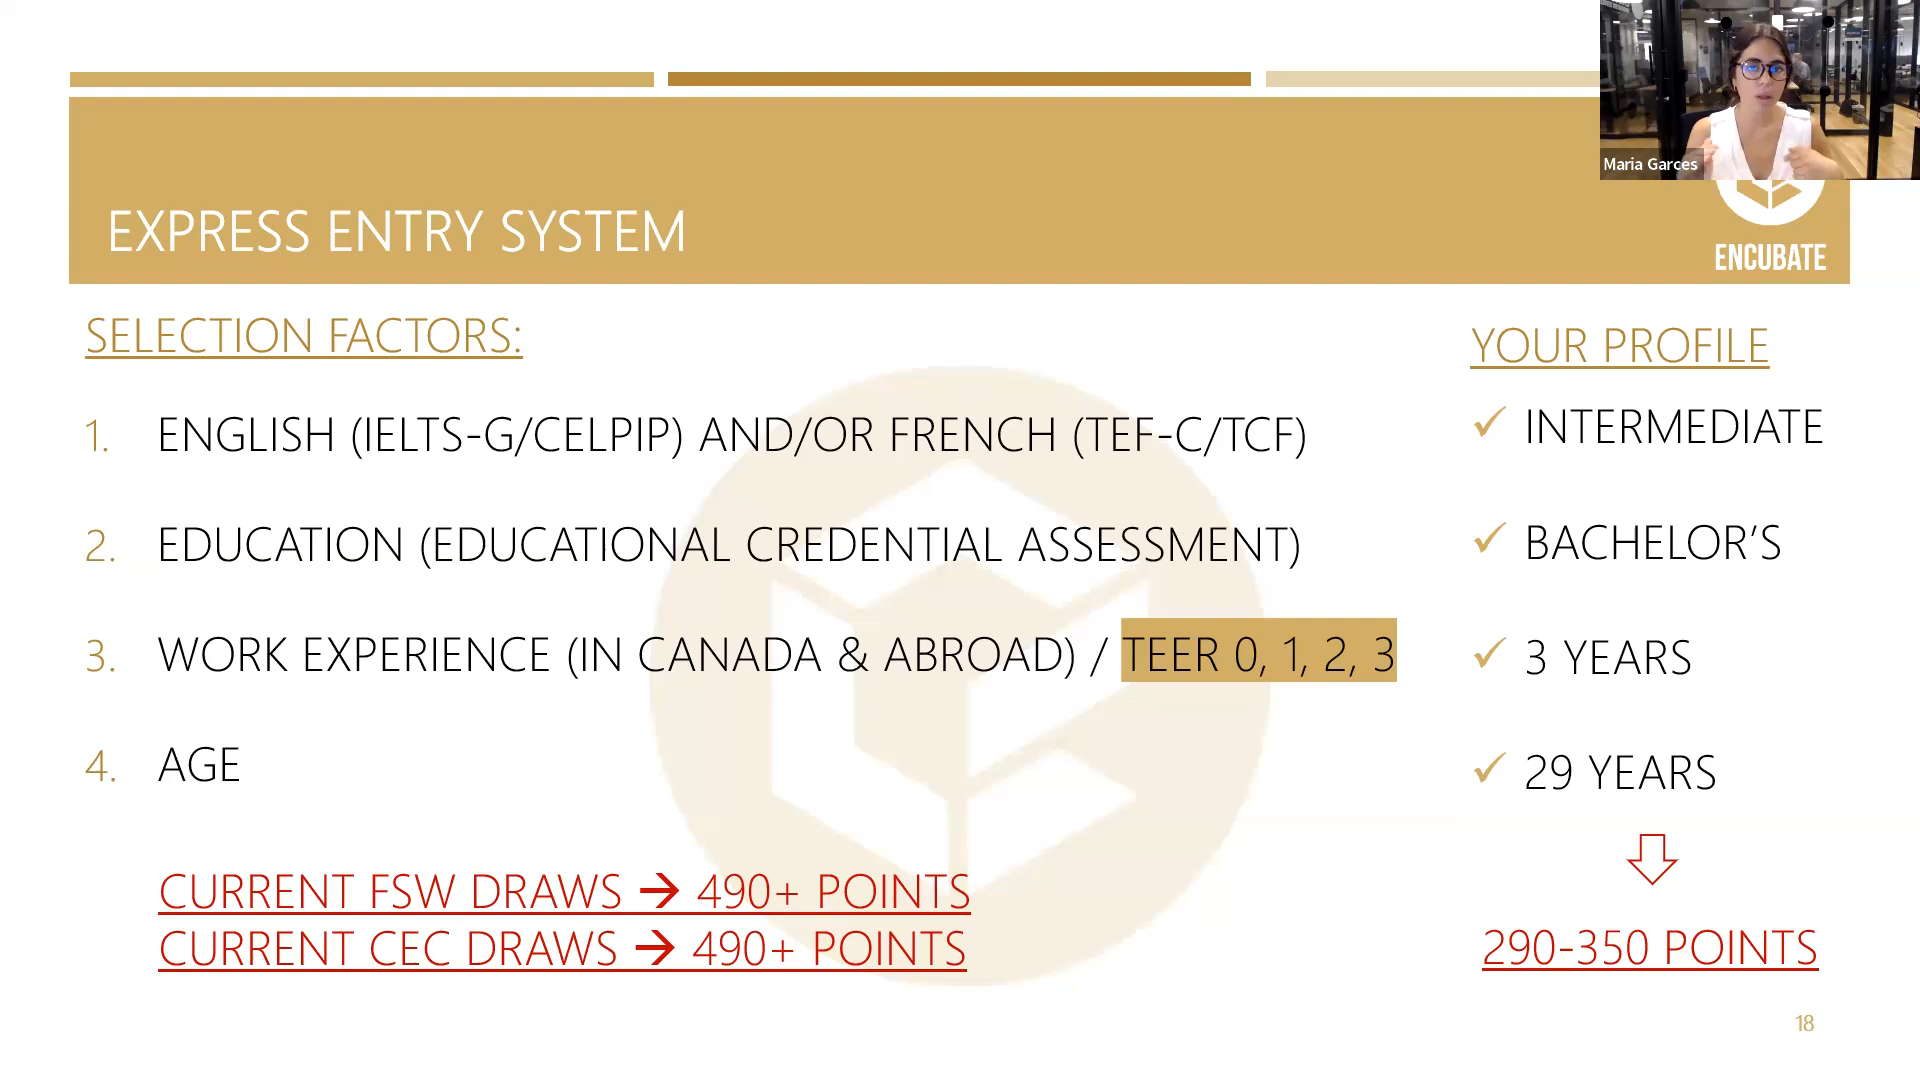 Maria Garces
EXPRESS ENTRY SYSTEM
ENCUBATE
SELECTION FACTORS:
1. ENGLISH (IELTS-G/CELPIP) AND/OR FRENCH (TEF-C/TCF)
2. EDUCATION (EDUCATIONAL CREDENTIAL ASSESSMENT)
3. WORK EXPERIENCE (IN CANADA & ABROAD) / TEER 0, 1, 2, 3
4. AGE
CURRENT FSW DRAWS → 490+ POINTS
CURRENT CEC DRAWS → 490+ POINTS
YOUR PROFILE
✓ INTERMEDIATE
✓ BACHELOR’S
✓ 3 YEARS
✓ 29 YEARS
290-350 POINTS
18